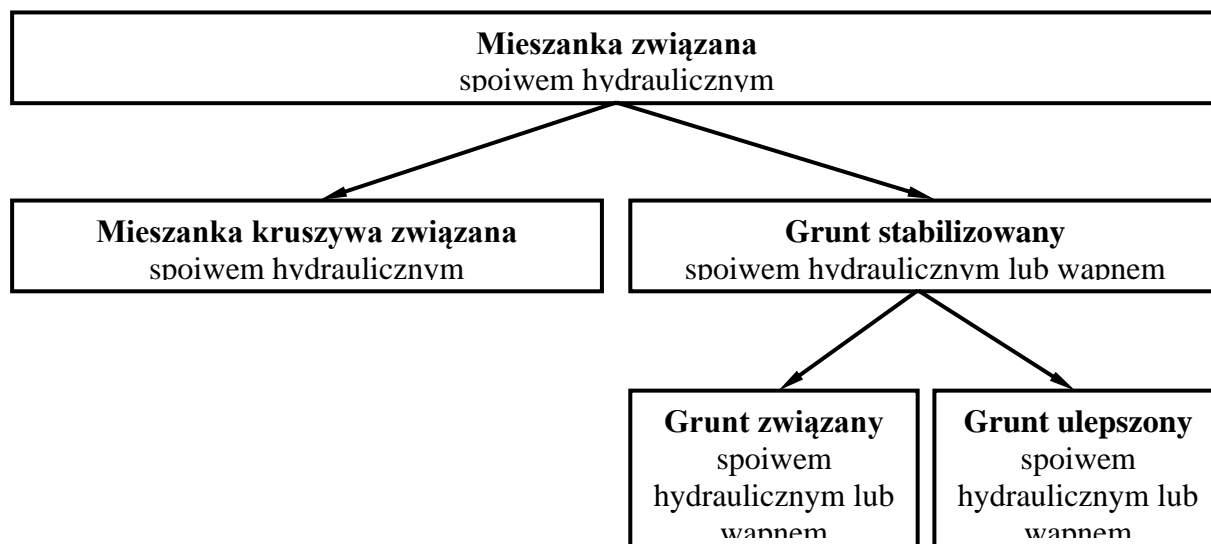 Mieszanka związana
spoiwem hydraulicznym
Mieszanka kruszywa związana
spoiwem hydraulicznym
Grunt stabilizowany
spoiwem hydraulicznym lub wapnem
Grunt związany
spoiwem
hydraulicznym lub
wapnem
Grunt ulepszony
spoiwem
hydraulicznym lub
wapnem